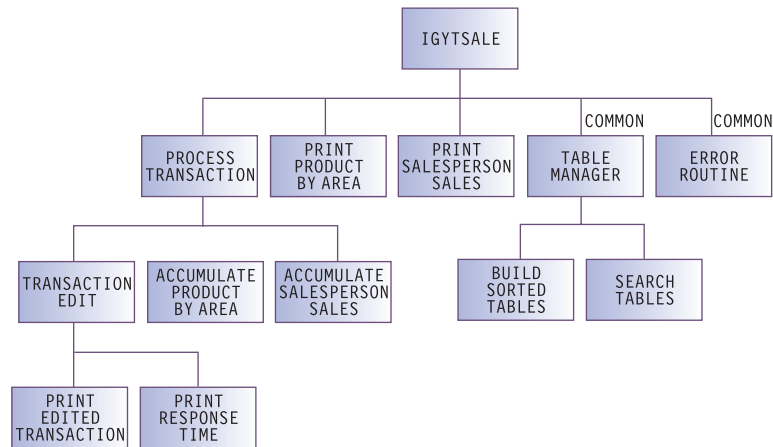 IGYTSALE
COMMON
COMMON
PROCESS
TRANSACTION
PRINT
PRODUCT
BY AREA
PRINT
SALESPERSON
SALES
TABLE
MANAGER
ERROR
ROUTINE
TRANSACTION
EDIT
ACCUMULATE
PRODUCT
BY AREA
ACCUMULATE
SALESPERSON
SALES
BUILD
SORTED
TABLES
SEARCH
TABLES
PRINT
EDITED
TRANSACTION
PRINT
RESPONSE
TIME